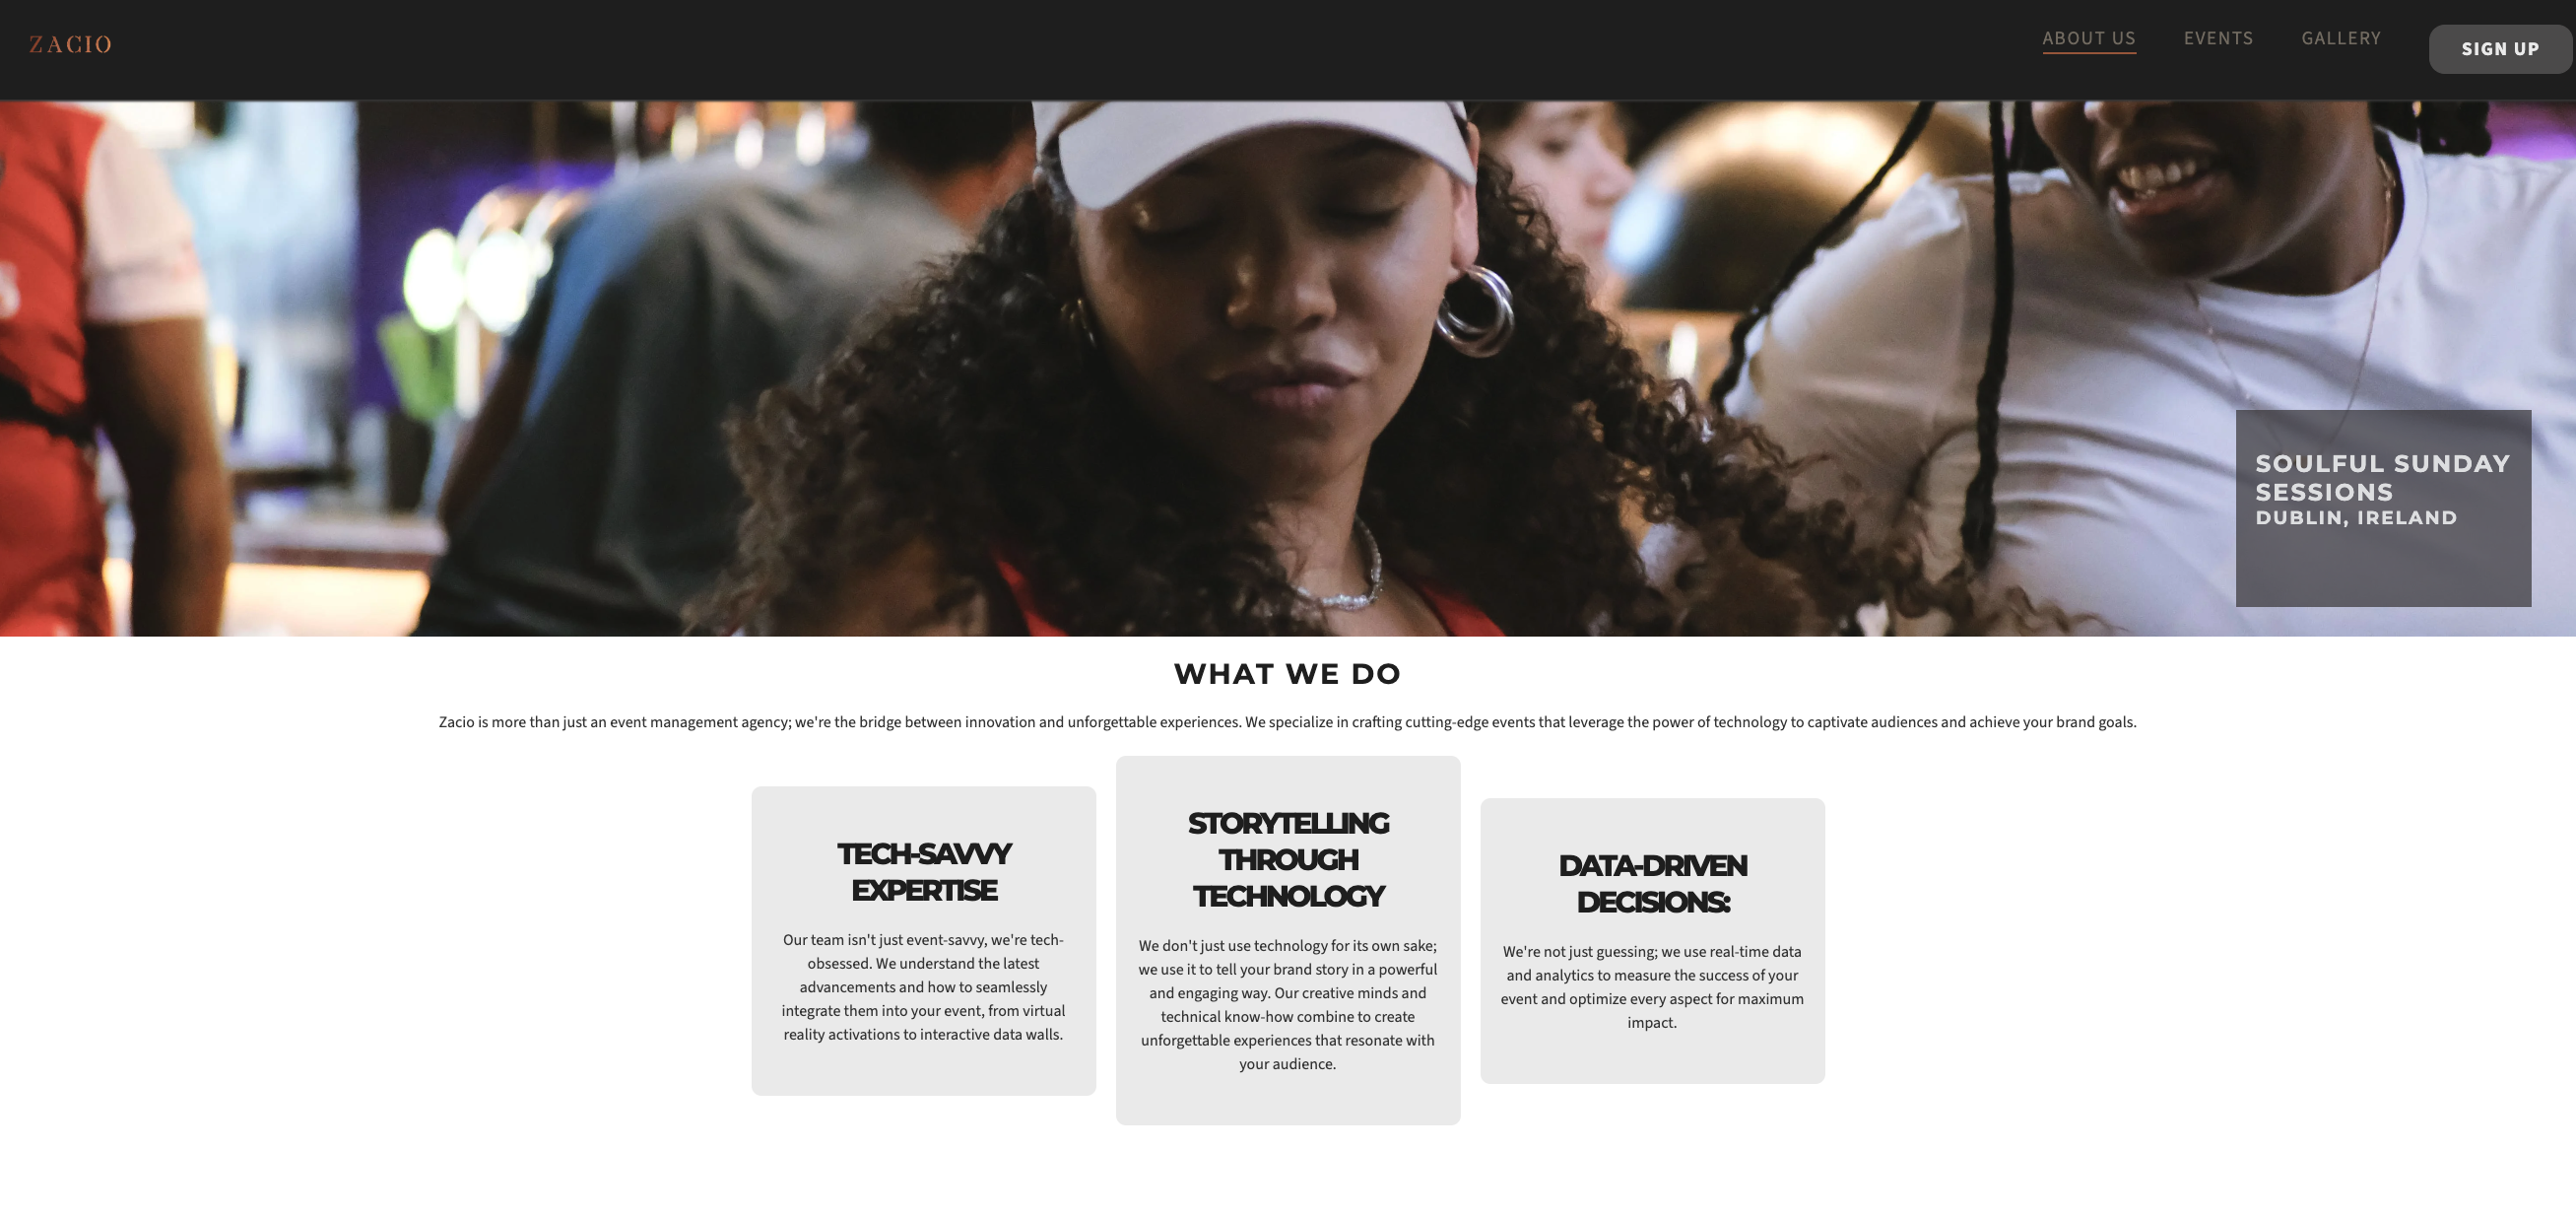 ZACIO
ABOUT US
EVENTS
GALLERY
SIGN UP
SOULFUL SUNDAY
SESSIONS
DUBLIN, IRELAND
WHAT WE DO
Zacio is more than just an event management agency; we're the bridge between innovation and unforgettable experiences. We specialize in crafting cutting-edge events that leverage the power of technology to captivate audiences and achieve your brand goals.
TECH-SAVVY
EXPERTISE
Our team isn't just event-savvy, we're tech-
obsessed. We understand the latest
advancements and how to seamlessly
integrate them into your event, from virtual
reality activations to interactive data walls.
STORYTELLING
THROUGH
TECHNOLOGY
We don't just use technology for its own sake;
we use it to tell your brand story in a powerful
and engaging way. Our creative minds and
technical know-how combine to create
unforgettable experiences that resonate with
your audience.
DATA-DRIVEN
DECISIONS:
We're not just guessing; we use real-time data
and analytics to measure the success of your
event and optimize every aspect for maximum
impact.